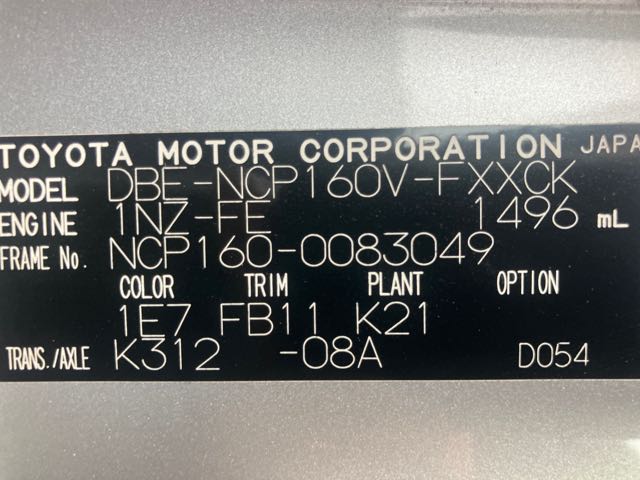 TOYOTA MOTOR CORPORATION JAPA
MODEL DBE-NCP160V-FXXCK
ENGINE 1NZ-FE 1496 mL
FRAME No. NCP160-0083049
COLOR TRIM PLANT OPTION
1E7 FB11 K21
TRANS./AXLE K312 -08A D054